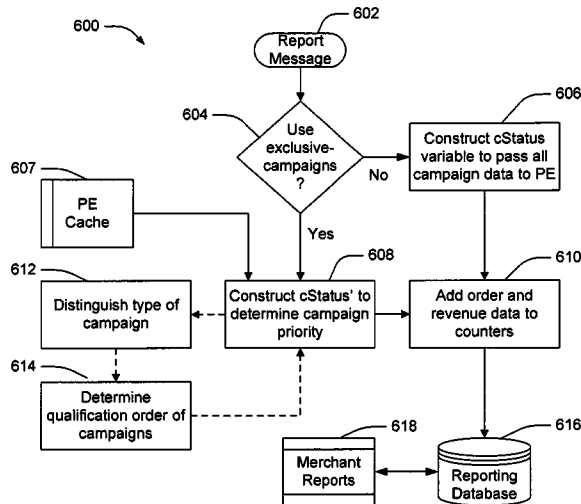 600
602
Report
Message
604
Use
exclusive-
campaigns
?
No
Yes
606
Construct cStatus
variable to pass all
campaign data to PE
607
PE
Cache
608
Construct cStatus' to
determine campaign
priority
610
Add order and
revenue data to
counters
612
Distinguish type of
campaign
614
Determine
qualification order of
campaigns
618
Merchant
Reports
616
Reporting
Database